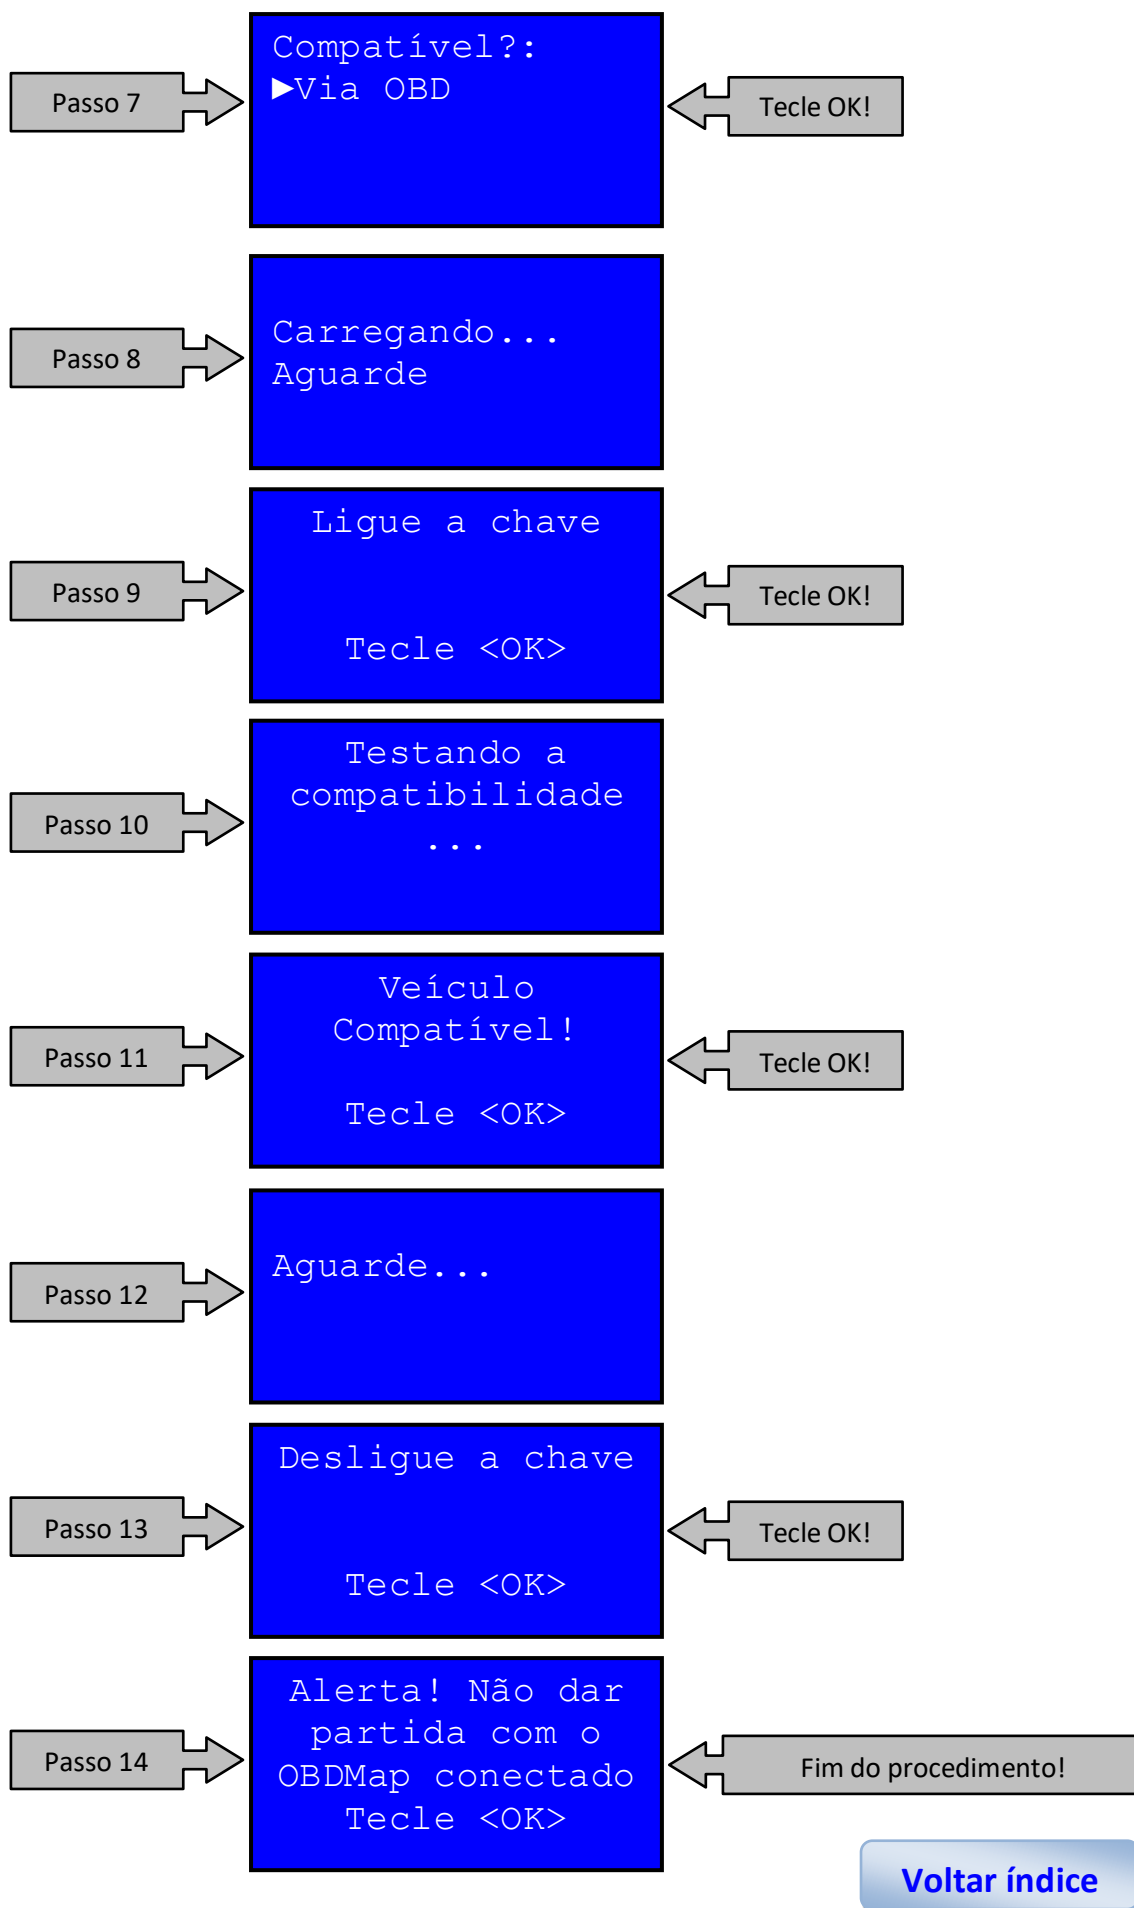 Compatível?:
►Via OBD
Passo 7
Tecle OK!
Carregando...
Aguarde
Passo 8
Ligue a chave
Tecle <OK>
Passo 9
Tecle OK!
Testando a
compatibilidade
...
Passo 10
Veículo
Compatível!
Tecle <OK>
Passo 11
Tecle OK!
Aguarde...
Passo 12
Desligue a chave
Tecle <OK>
Passo 13
Tecle OK!
Alerta! Não dar
partida com o
OBDMap conectado
Tecle <OK>
Passo 14
Fim do procedimento!
Voltar índice